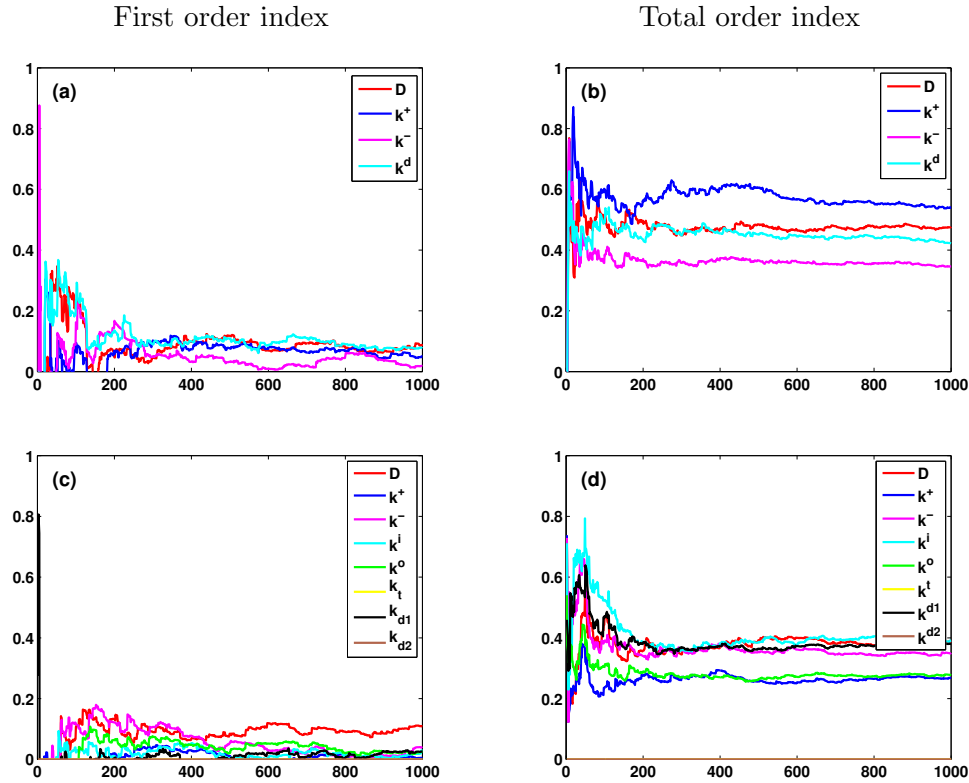 First order index
Total order index
(a)
D
k⁺
k⁻
kᵈ
1
0.8
0.6
0.4
0.2
0
0 200 400 600 800 1000
(b)
D
k⁺
k⁻
kᵈ
1
0.8
0.6
0.4
0.2
0
0 200 400 600 800 1000
(c)
D
k⁺
k⁻
kⁱ
kᵒ
kₜ
k_d1
k_d2
1
0.8
0.6
0.4
0.2
0
0 200 400 600 800 1000
(d)
D
k⁺
k⁻
kⁱ
kᵒ
kᵗ
k^d1
k^d2
1
0.8
0.6
0.4
0.2
0
0 200 400 600 800 1000